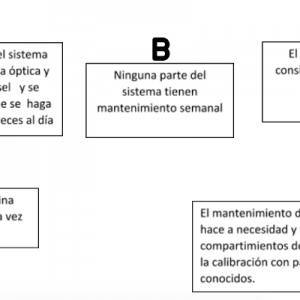 el sistema
a óptica y
sel y se
e se haga
eces al día
B
Ninguna parte del
sistema tienen
mantenimiento semanal
El
consi
ina
a vez
El mantenimiento d
hace a necesidad y
compartimientos de
la calibración con pa
conocidos.